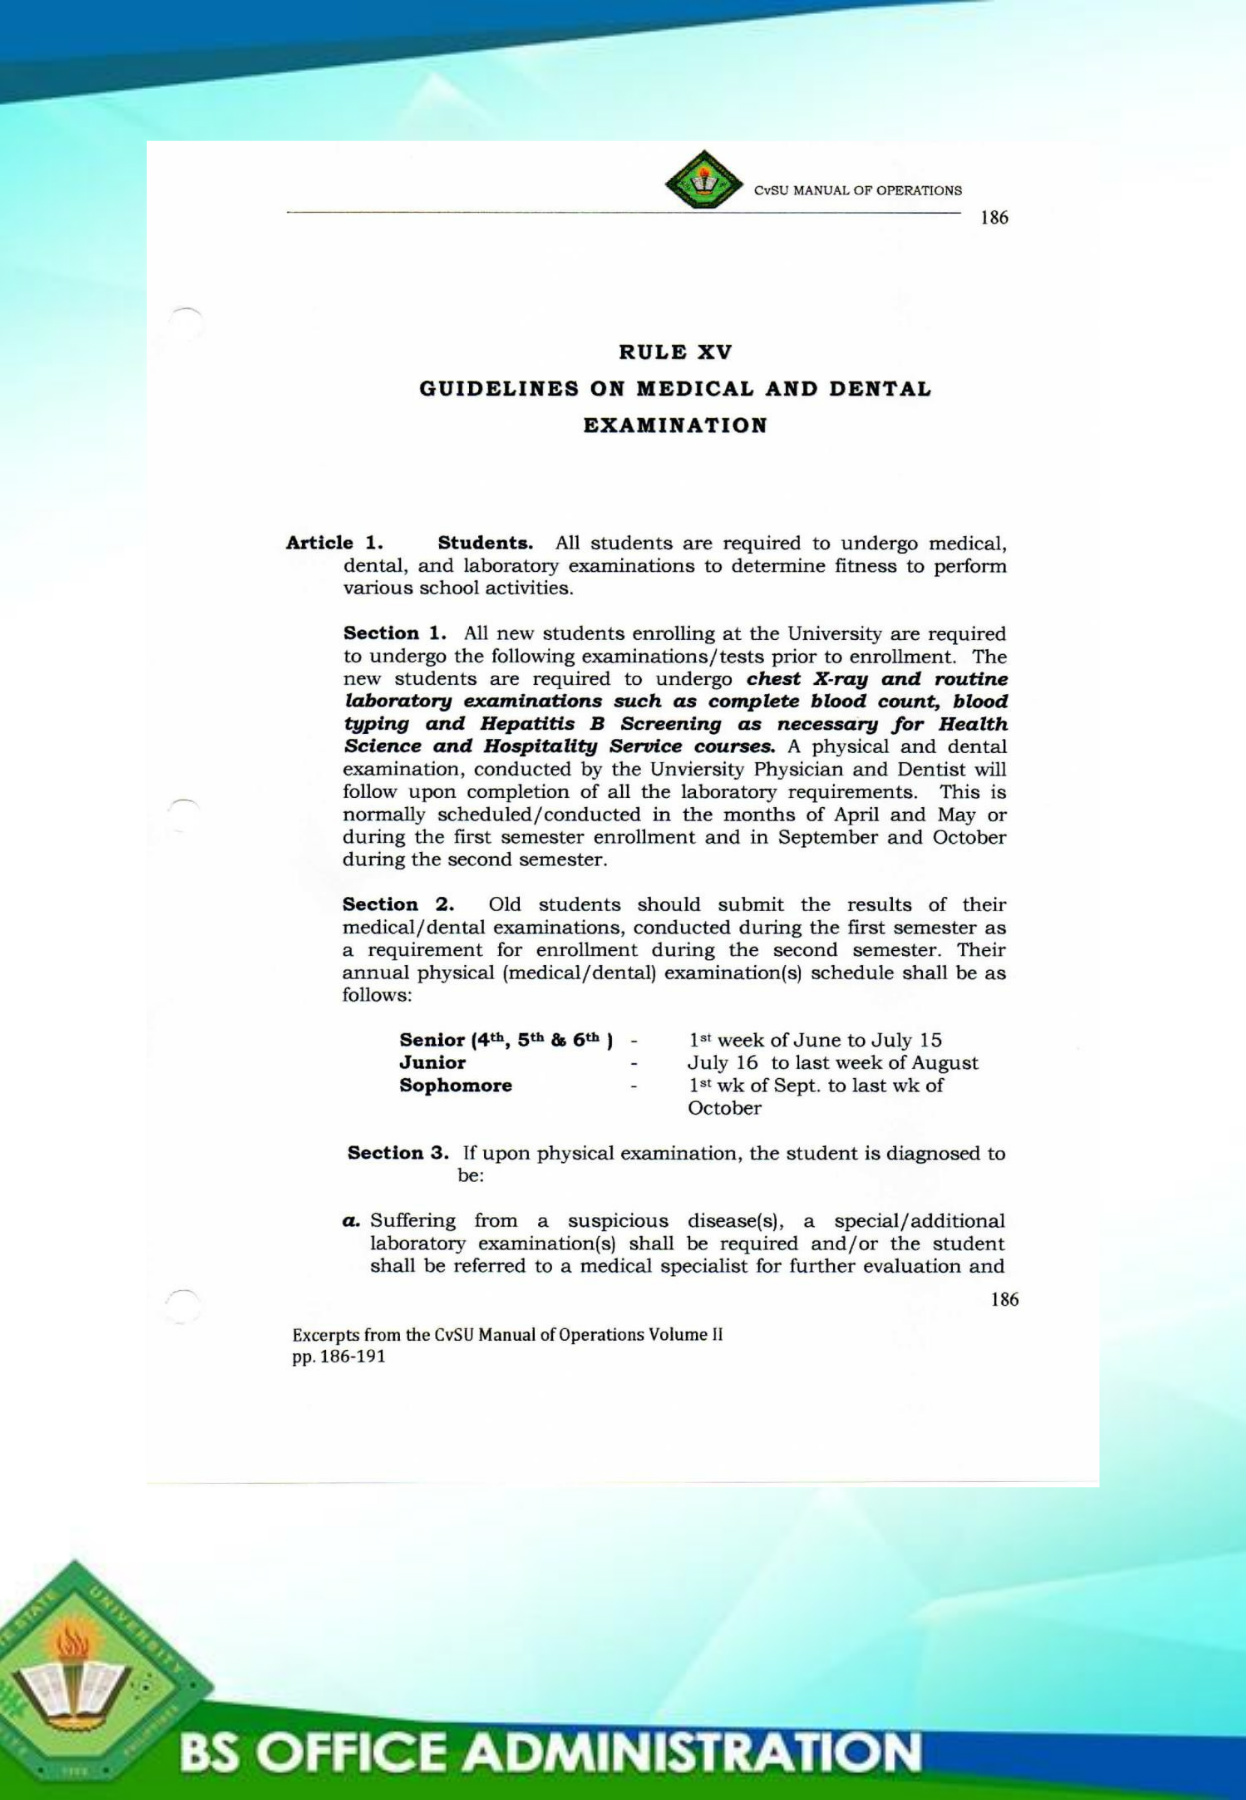 CvSU MANUAL OF OPERATIONS
186
RULE XV
GUIDELINES ON MEDICAL AND DENTAL
EXAMINATION
Article 1. Students. All students are required to undergo medical,
dental, and laboratory examinations to determine fitness to perform
various school activities.
Section 1. All new students enrolling at the University are required
to undergo the following examinations/tests prior to enrollment. The
new students are required to undergo chest X-ray and routine
laboratory examinations such as complete blood count, blood
typing and Hepatitis B Screening as necessary for Health
Science and Hospitality Service courses. A physical and dental
examination, conducted by the Unviersity Physician and Dentist will
follow upon completion of all the laboratory requirements. This is
normally scheduled/conducted in the months of April and May or
during the first semester enrollment and in September and October
during the second semester.
Section 2. Old students should submit the results of their
medical/dental examinations, conducted during the first semester as
a requirement for enrollment during the second semester. Their
annual physical (medical/dental) examination(s) schedule shall be as
follows:
Senior (4th, 5th & 6th ) - 1st week of June to July 15
Junior - July 16 to last week of August
Sophomore - 1st wk of Sept. to last wk of
October
Section 3. If upon physical examination, the student is diagnosed to
be:
a. Suffering from a suspicious disease(s), a special/additional
laboratory examination(s) shall be required and/or the student
shall be referred to a medical specialist for further evaluation and
186
Excerpts from the CvSU Manual of Operations Volume II
pp. 186-191
STATE UNIVERSITY
PHILIPPINES
BS OFFICE ADMINISTRATION